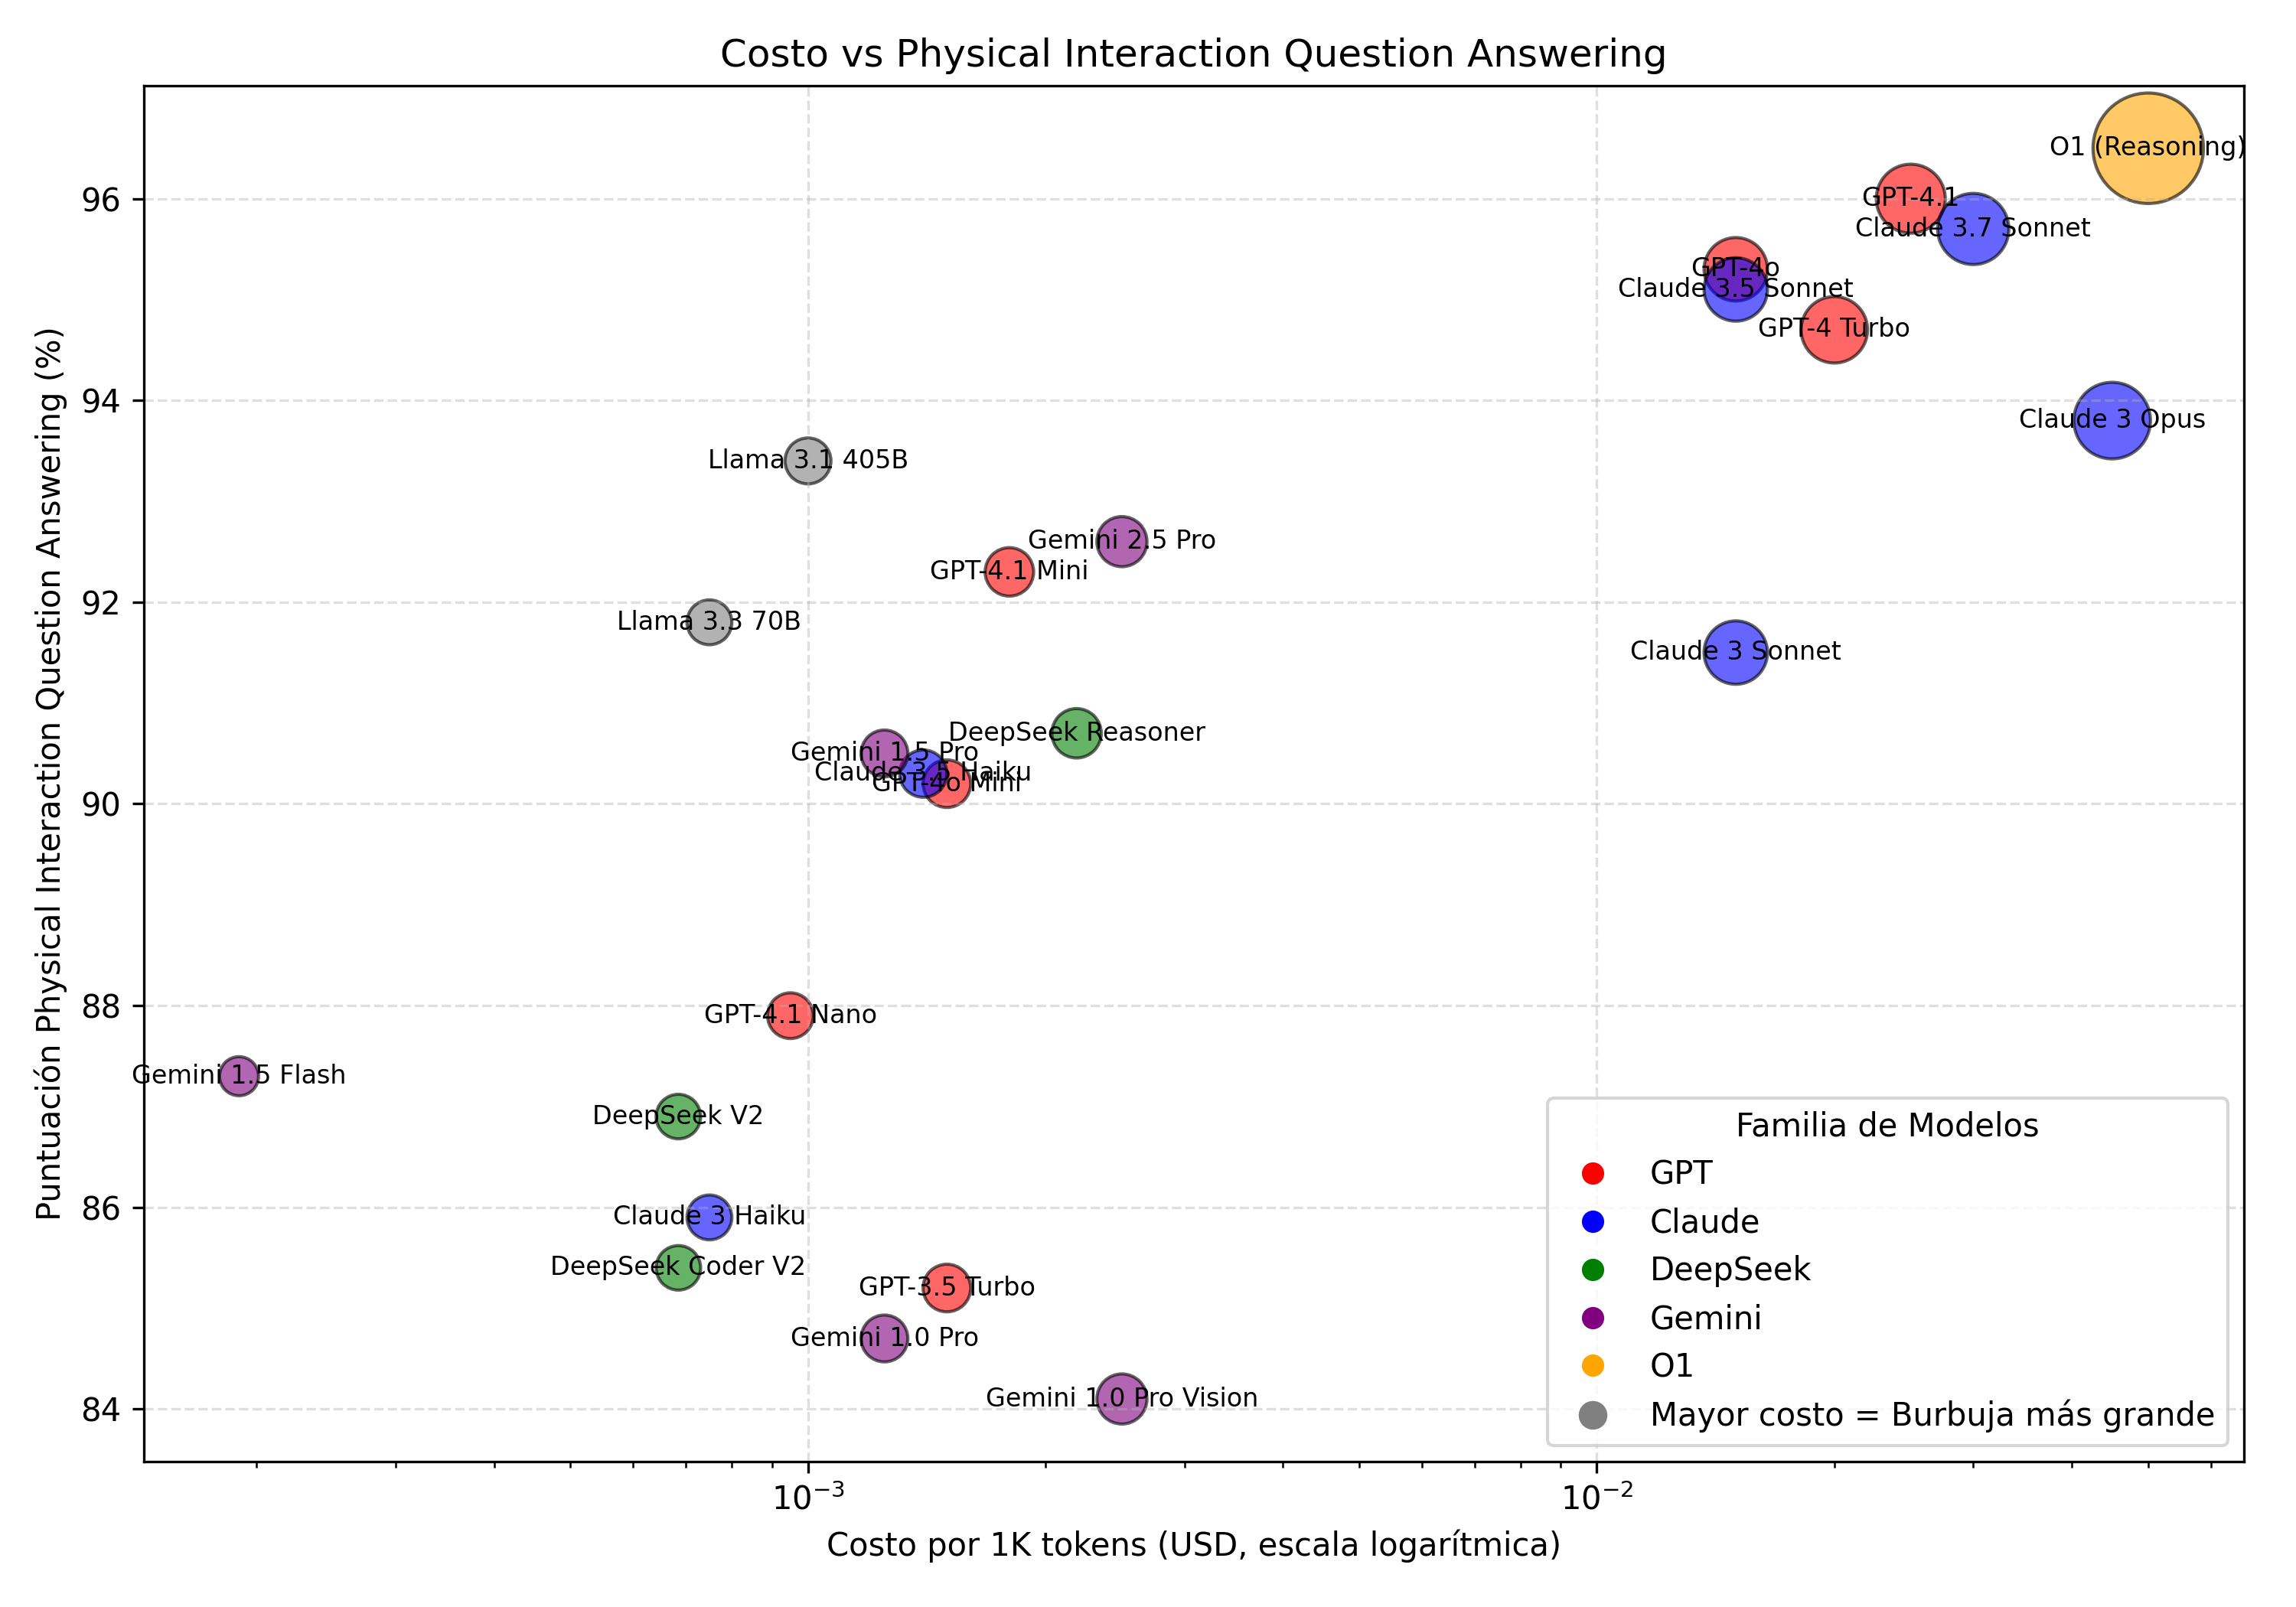 Costo vs Physical Interaction Question Answering
Puntuación Physical Interaction Question Answering (%)
96
94
92
90
88
86
84
O1 (Reasoning)
GPT-4.1
Claude 3.7 Sonnet
GPT-4o
Claude 3.5 Sonnet
GPT-4 Turbo
Claude 3 Opus
Llama 3.1 405B
Gemini 2.5 Pro
GPT-4.1 Mini
Llama 3.3 70B
Claude 3 Sonnet
DeepSeek Reasoner
Gemini 1.5 Pro
Claude 3.5 Haiku
GPT-4o Mini
GPT-4.1 Nano
Gemini 1.5 Flash
DeepSeek V2
Claude 3 Haiku
DeepSeek Coder V2
GPT-3.5 Turbo
Gemini 1.0 Pro
Gemini 1.0 Pro Vision
Familia de Modelos
GPT
Claude
DeepSeek
Gemini
O1
Mayor costo = Burbuja más grande
10⁻³ 10⁻²
Costo por 1K tokens (USD, escala logarítmica)